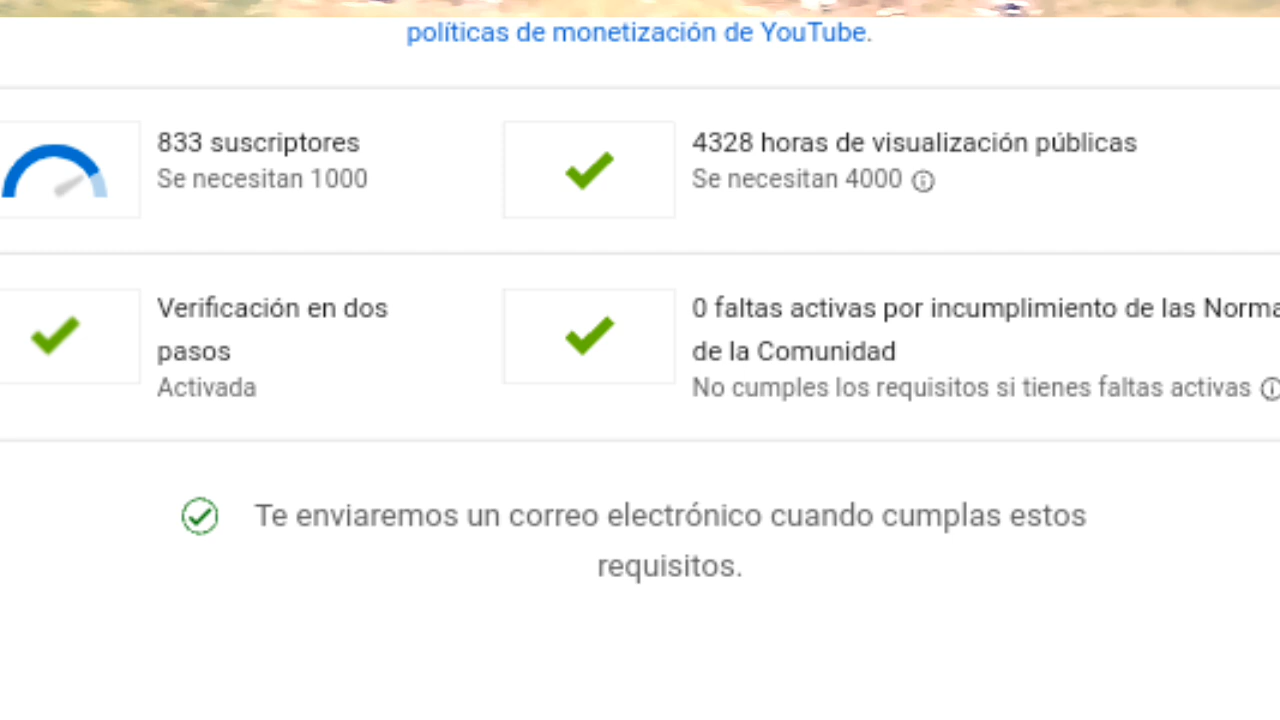 políticas de monetización de YouTube.
833 suscriptores
Se necesitan 1000
4328 horas de visualización públicas
Se necesitan 4000
Verificación en dos
pasos
Activada
0 faltas activas por incumplimiento de las Norma
de la Comunidad
No cumples los requisitos si tienes faltas activas
Te enviaremos un correo electrónico cuando cumplas estos
requisitos.